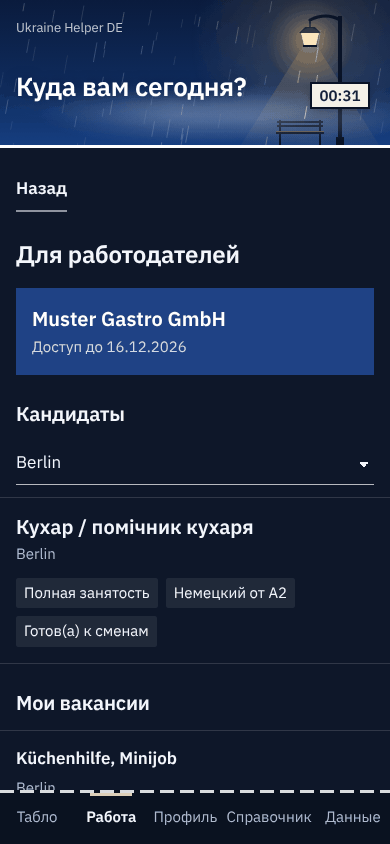 Ukraine Helper DE
Куда вам сегодня?
00:31
Назад
Для работодателей
Muster Gastro GmbH
Доступ до 16.12.2026
Кандидаты
Berlin
Кухар / помічник кухаря
Berlin
Полная занятость Немецкий от A2
Готов(а) к сменам
Мои вакансии
Küchenhilfe, Minijob
Berlin
Табло Работа Профиль Справочник Данные